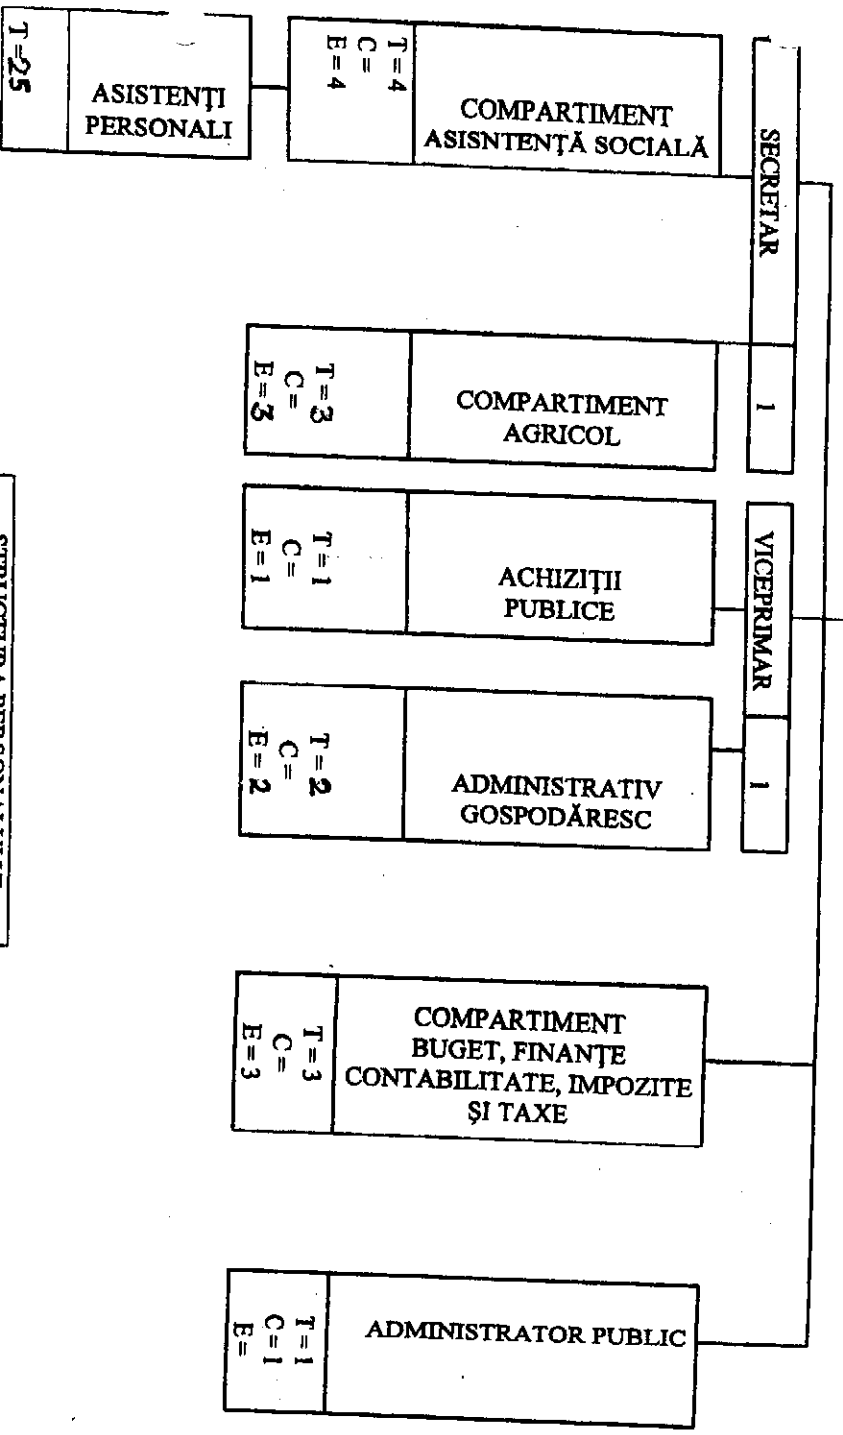 SECRETAR
1
VICEPRIMAR
1
COMPARTIMENT
ASISNTENŢĂ SOCIALĂ
T = 4
C =
E = 4
ASISTENŢI
PERSONALI
T = 25
COMPARTIMENT
AGRICOL
T = 3
C =
E = 3
ACHIZIŢII
PUBLICE
T = 1
C =
E = 1
ADMINISTRATIV
GOSPODĂRESC
T = 2
C =
E = 2
COMPARTIMENT
BUGET, FINANŢE
CONTABILITATE, IMPOZITE
ŞI TAXE
T = 3
C =
E = 3
ADMINISTRATOR PUBLIC
T = 1
C = 1
E =